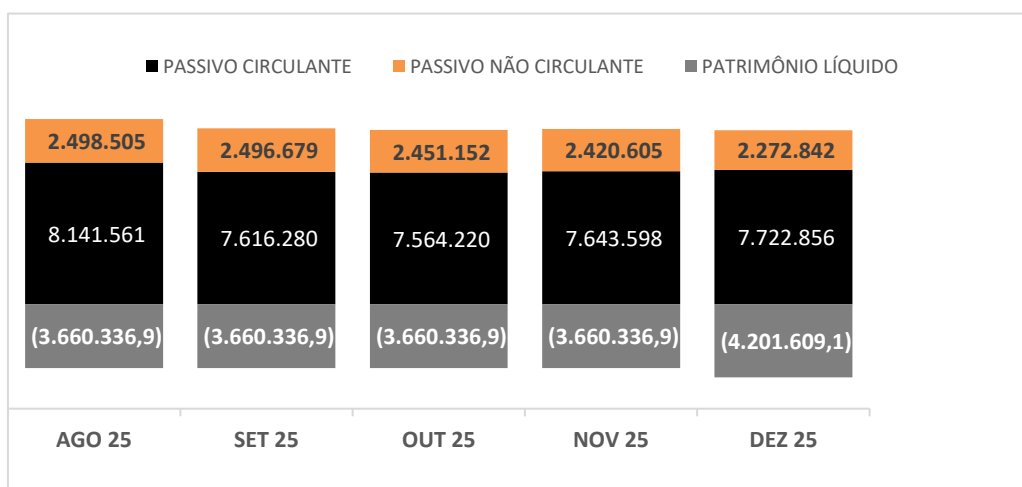 PASSIVO CIRCULANTE PASSIVO NÃO CIRCULANTE PATRIMÔNIO LÍQUIDO
2.498.505 2.496.679 2.451.152 2.420.605 2.272.842
8.141.561 7.616.280 7.564.220 7.643.598 7.722.856
(3.660.336,9) (3.660.336,9) (3.660.336,9) (3.660.336,9) (4.201.609,1)
AGO 25 SET 25 OUT 25 NOV 25 DEZ 25